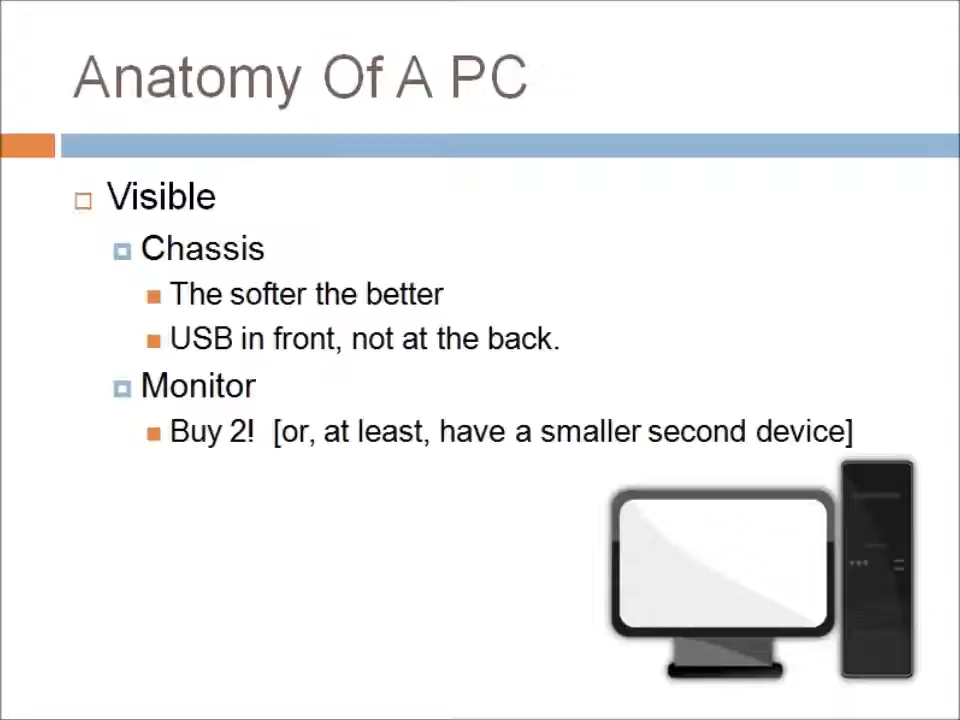 Anatomy Of A PC
Visible
Chassis
The softer the better
USB in front, not at the back.
Monitor
Buy 2!  [or, at least, have a smaller second device]